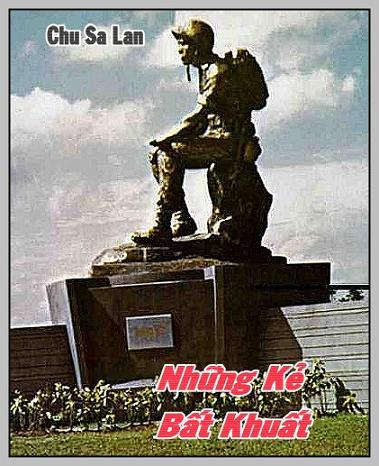 Chu Sa Lan
Những Kẻ
Bất Khuất